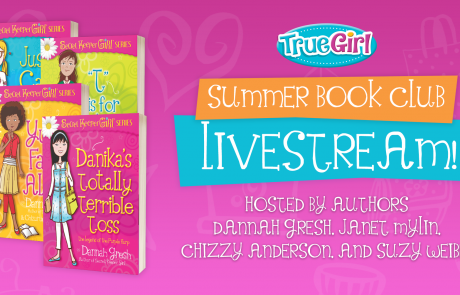 True Girl
SUMMER BOOK CLUB
LIVESTREAM!
HOSTED BY AUTHORS
DANNAH GRESH, JANET MYLIN,
CHIZZY ANDERSON, AND SUZY WEIB
Secret Keeper Girl SERIES
Just
Secret Keeper Girl SERIES
"T"
is for
Secret Keeper Girl SERIES
Secret Keeper Girl SERIES
Danika's
Totally
Terrible
Toss
Dannah Gresh